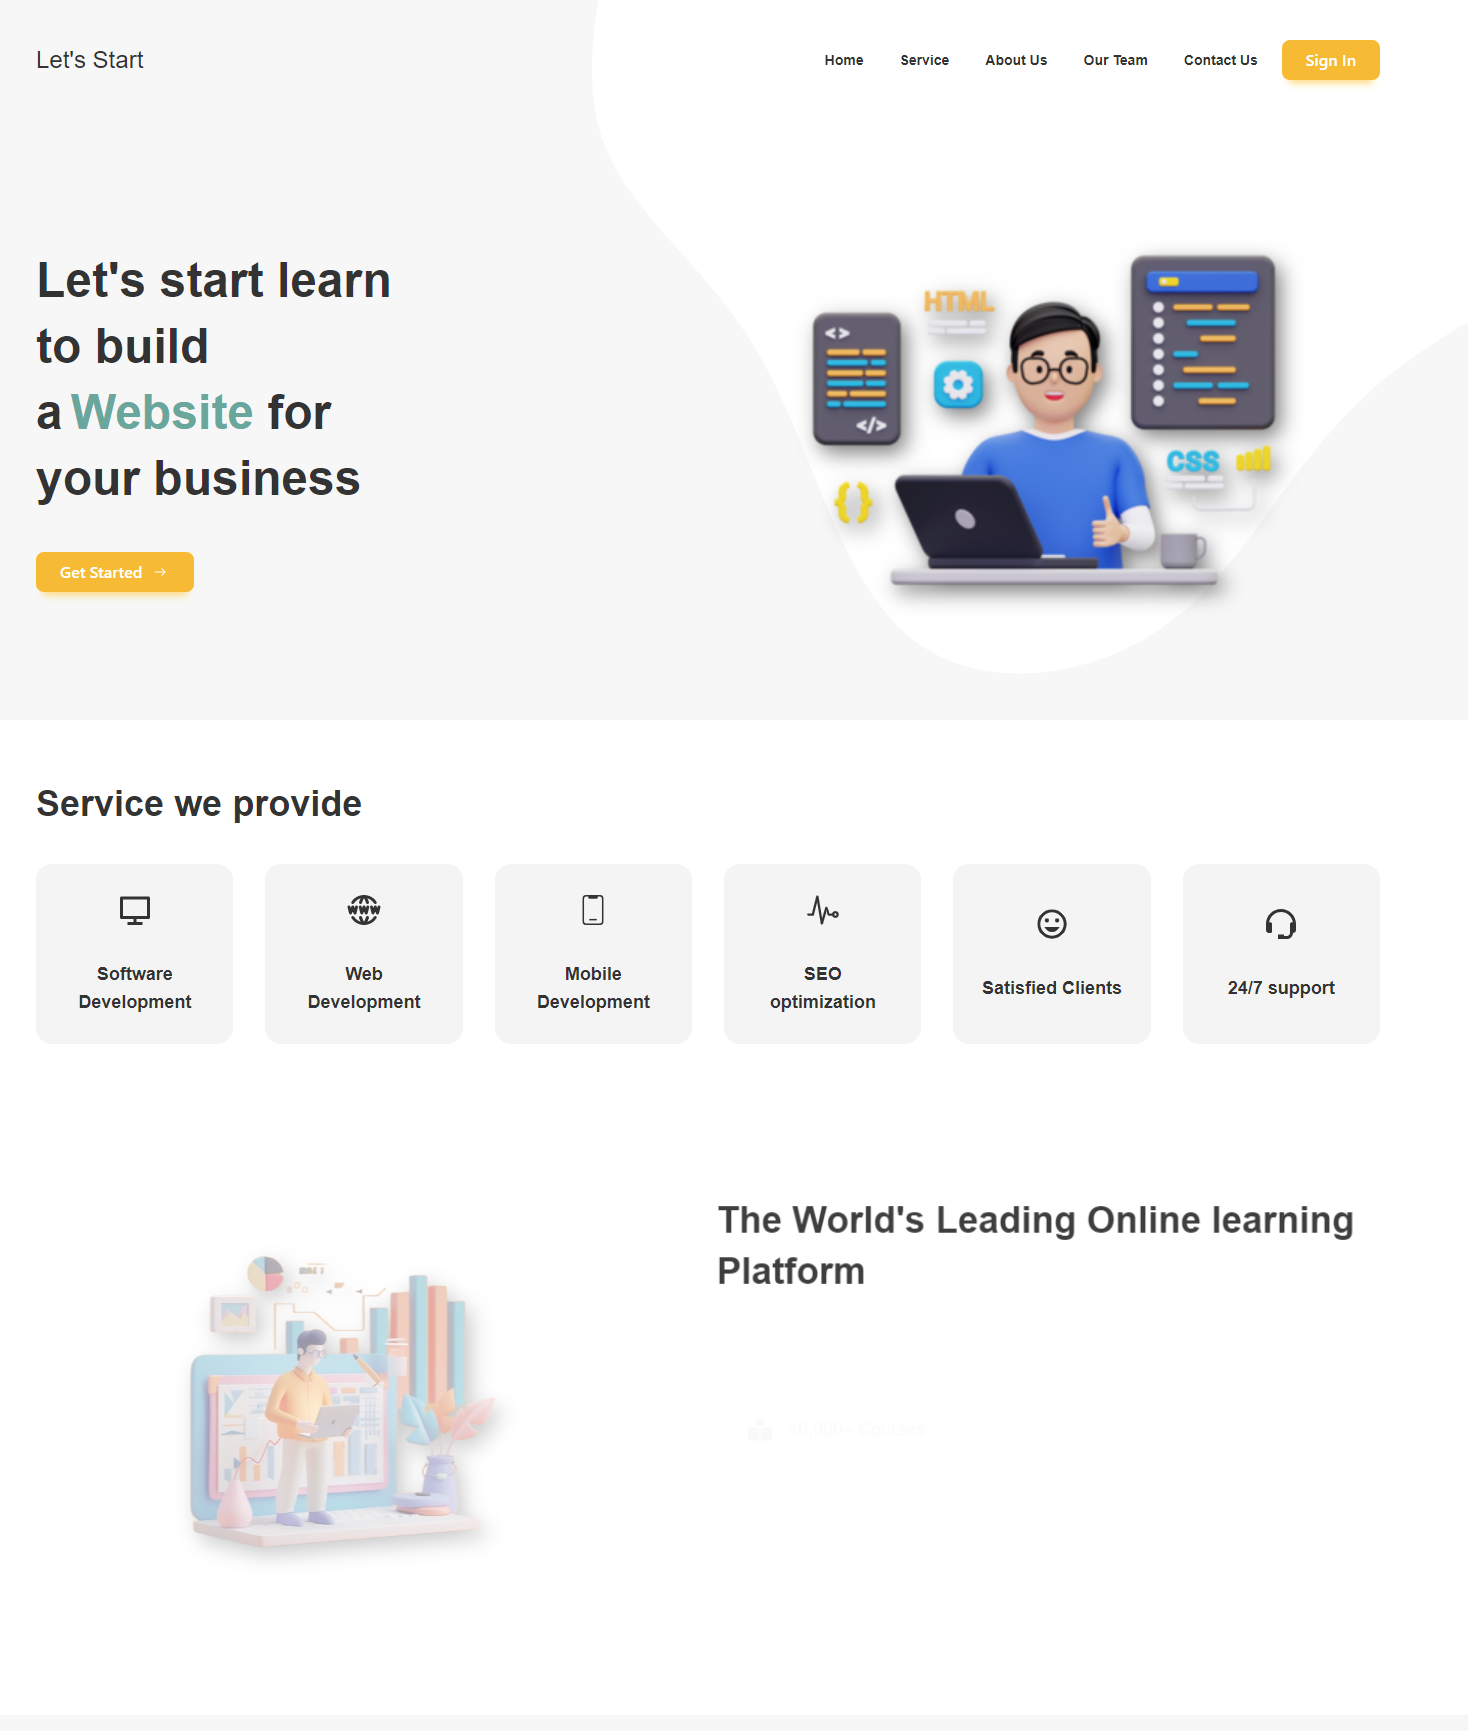 Let's Start
Home Service About Us Our Team Contact Us Sign In
Let's start learn
to build
a Website for
your business
Get Started
HTML
< >
</>
CSS
{ }
Service we provide
Software
Development
Web
Development
Mobile
Development
SEO
optimization
Satisfied Clients
24/7 support
WWW
The World's Leading Online learning
Platform
10,000+ Courses